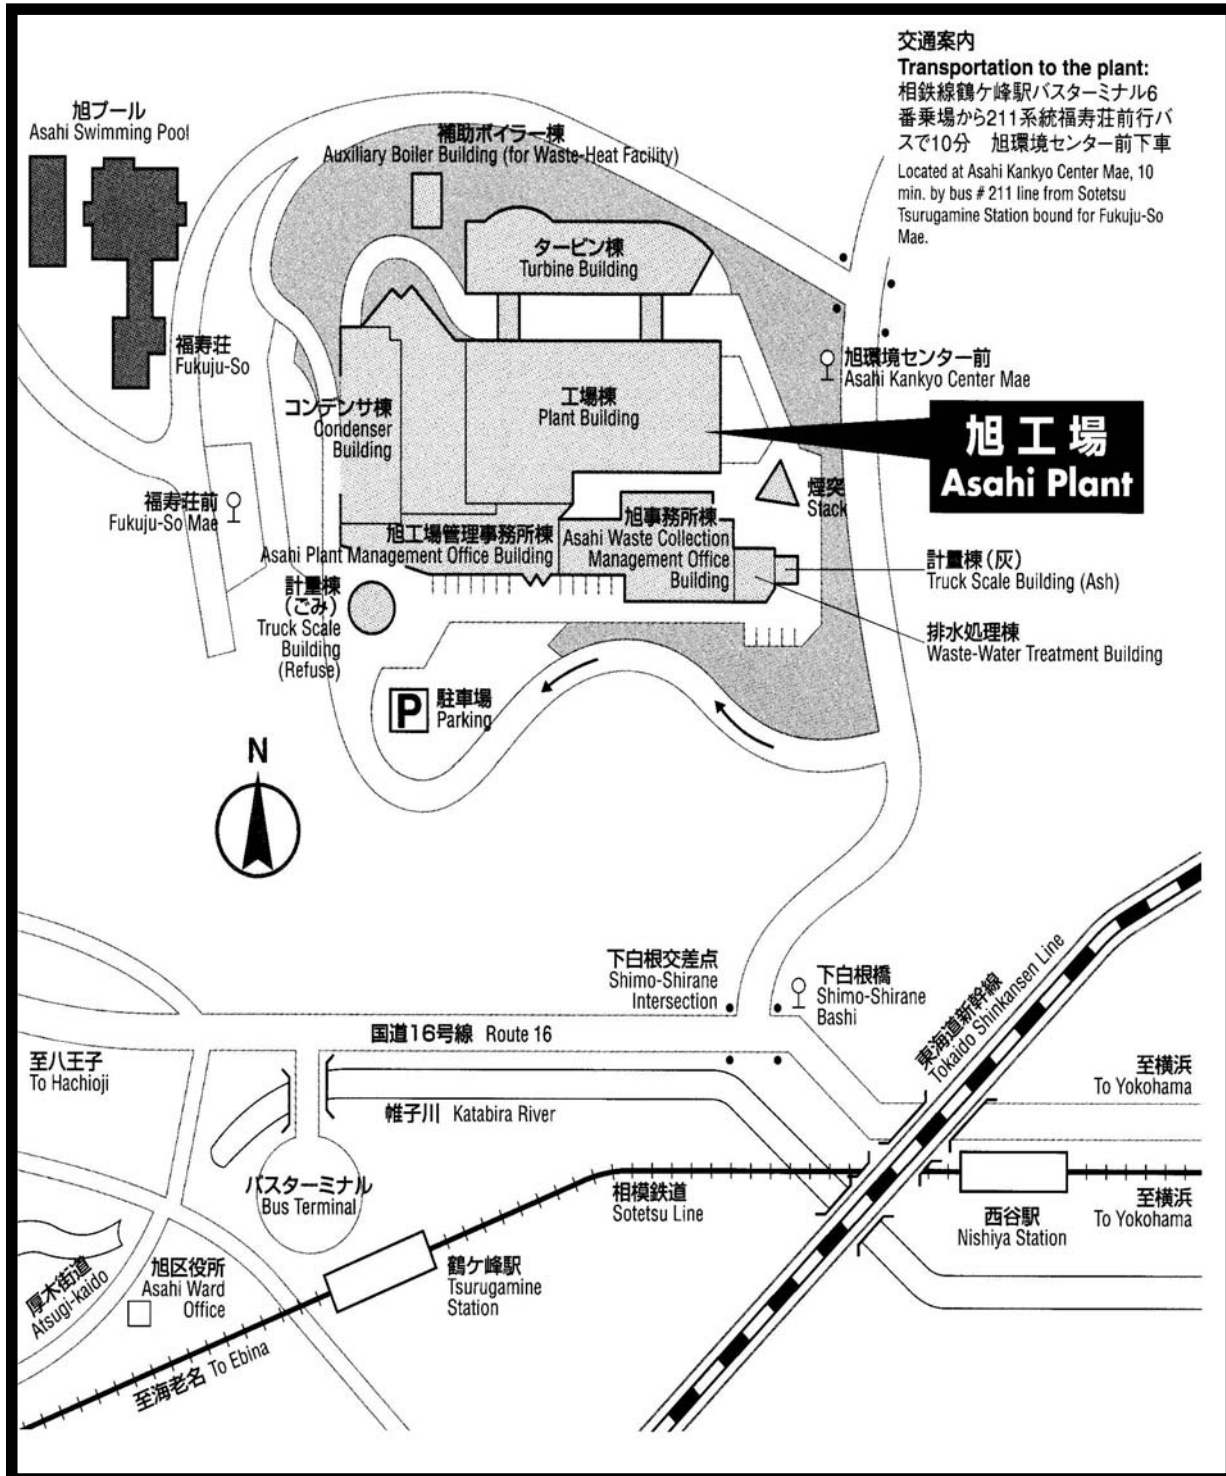 交通案内
Transportation to the plant:
相鉄線鶴ケ峰駅バスターミナル6
番乗場から211系統福寿荘前行バ
スで10分　旭環境センター前下車
Located at Asahi Kankyo Center Mae, 10
min. by bus # 211 line from Sotetsu
Tsurugamine Station bound for Fukuju-So
Mae.
旭プール
Asahi Swimming Pool
補助ボイラー棟
Auxiliary Boiler Building (for Waste-Heat Facility)
タービン棟
Turbine Building
福寿荘
Fukuju-So
旭環境センター前
Asahi Kankyo Center Mae
コンデンサ棟
Condenser
Building
工場棟
Plant Building
旭工場
Asahi Plant
福寿荘前
Fukuju-So Mae
煙突
Stack
旭工場管理事務所棟
Asahi Plant Management Office Building
旭事務所棟
Asahi Waste Collection
Management Office
Building
計量棟(灰)
Truck Scale Building (Ash)
計量棟
(ごみ)
Truck Scale
Building
(Refuse)
排水処理棟
Waste-Water Treatment Building
P
駐車場
Parking
N
下白根交差点
Shimo-Shirane
Intersection
下白根橋
Shimo-Shirane
Bashi
東海道新幹線
Tokaido Shinkansen Line
国道16号線 Route 16
至八王子
To Hachioji
至横浜
To Yokohama
帷子川 Katabira River
バスターミナル
Bus Terminal
相模鉄道
Sotetsu Line
西谷駅
Nishiya Station
至横浜
To Yokohama
厚木街道
Atsugi-kaido
旭区役所
Asahi Ward
Office
鶴ケ峰駅
Tsurugamine
Station
至海老名 To Ebina